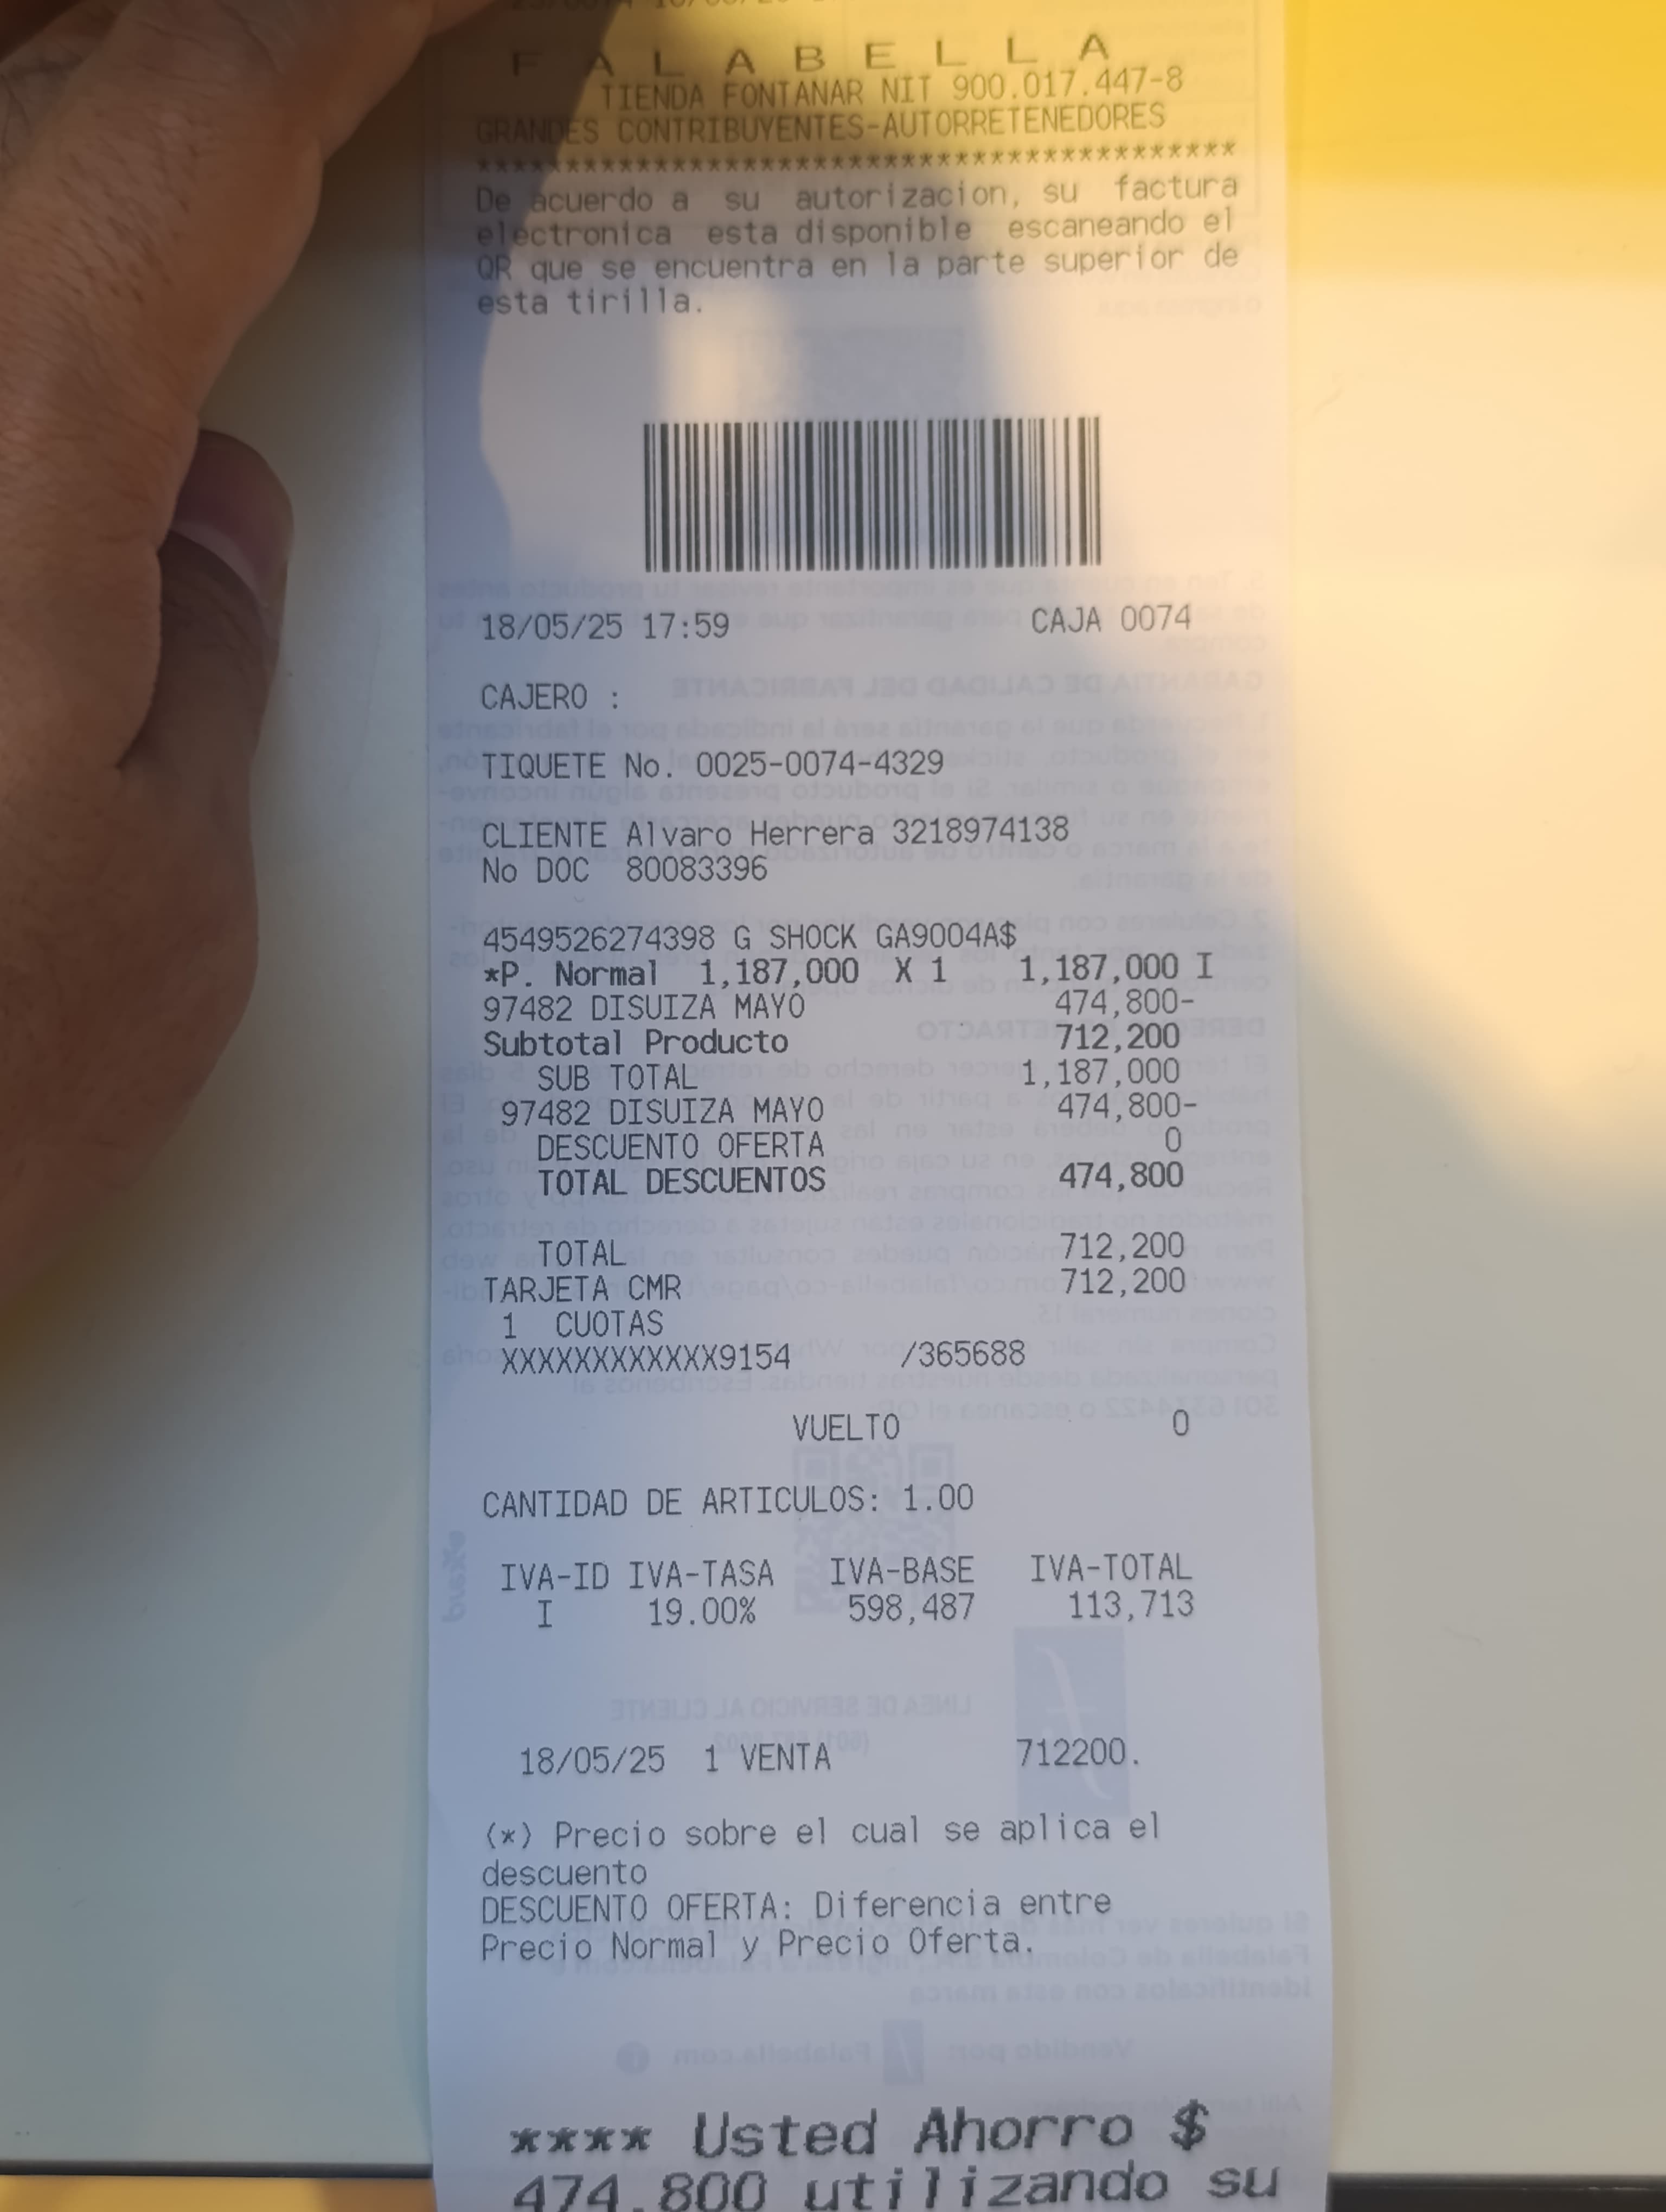 F A L A B E L L A
TIENDA FONTANAR NIT 900.017.447-8
GRANDES CONTRIBUYENTES-AUTORRETENEDORES
******************************************
De acuerdo a su autorizacion, su factura
electronica esta disponible escaneando el
QR que se encuentra en la parte superior de
esta tirilla.
18/05/25 17:59 CAJA 0074
CAJERO :
TIQUETE No. 0025-0074-4329
CLIENTE Alvaro Herrera 3218974138
No DOC 80083396
4549526274398 G SHOCK GA9004A$
*P. Normal 1,187,000 X 1 1,187,000 I
97482 DISUIZA MAYO 474,800-
Subtotal Producto 712,200
SUB TOTAL 1,187,000
97482 DISUIZA MAYO 474,800-
DESCUENTO OFERTA 0
TOTAL DESCUENTOS 474,800
TOTAL 712,200
TARJETA CMR 712,200
1 CUOTAS
XXXXXXXXXXXX9154 /365688
VUELTO 0
CANTIDAD DE ARTICULOS: 1.00
IVA-ID IVA-TASA IVA-BASE IVA-TOTAL
I 19.00% 598,487 113,713
18/05/25 1 VENTA 712200.
(*) Precio sobre el cual se aplica el
descuento
DESCUENTO OFERTA: Diferencia entre
Precio Normal y Precio Oferta.
**** Usted Ahorro $
474.800 utilizando su